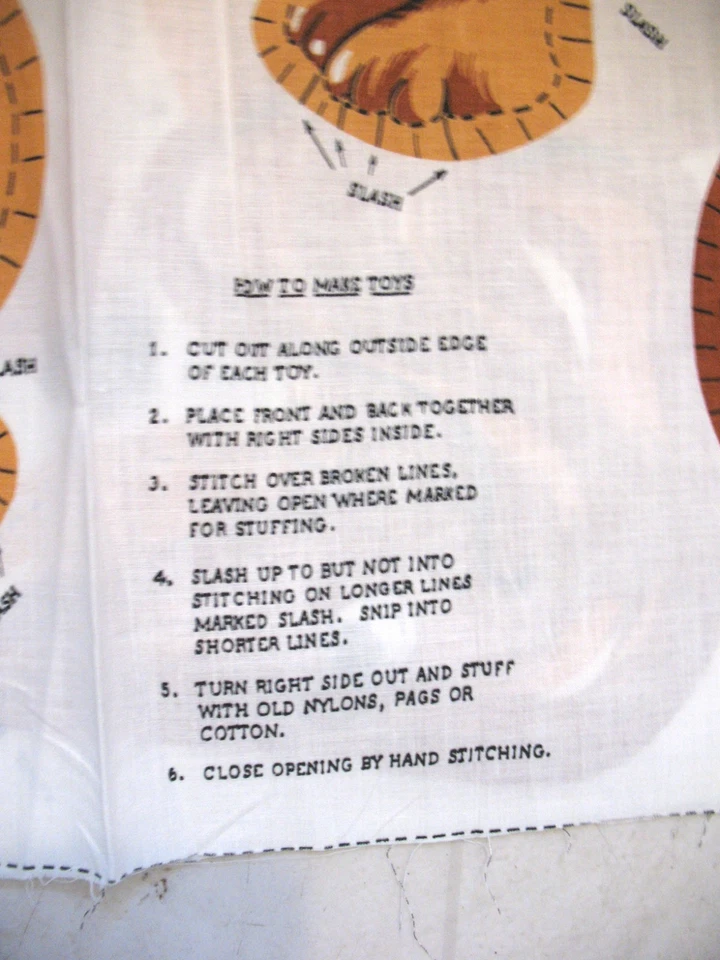 SLASH
SLASH
HOW TO MAKE TOYS
1. CUT OUT ALONG OUTSIDE EDGE
OF EACH TOY.
2. PLACE FRONT AND BACK TOGETHER
WITH RIGHT SIDES INSIDE.
3. STITCH OVER BROKEN LINES,
LEAVING OPEN WHERE MARKED
FOR STUFFING.
4. SLASH UP TO BUT NOT INTO
STITCHING ON LONGER LINES
MARKED SLASH. SNIP INTO
SHORTER LINES.
5. TURN RIGHT SIDE OUT AND STUFF
WITH OLD NYLONS, PAGS OR
COTTON.
6. CLOSE OPENING BY HAND STITCHING.
LASH
SH